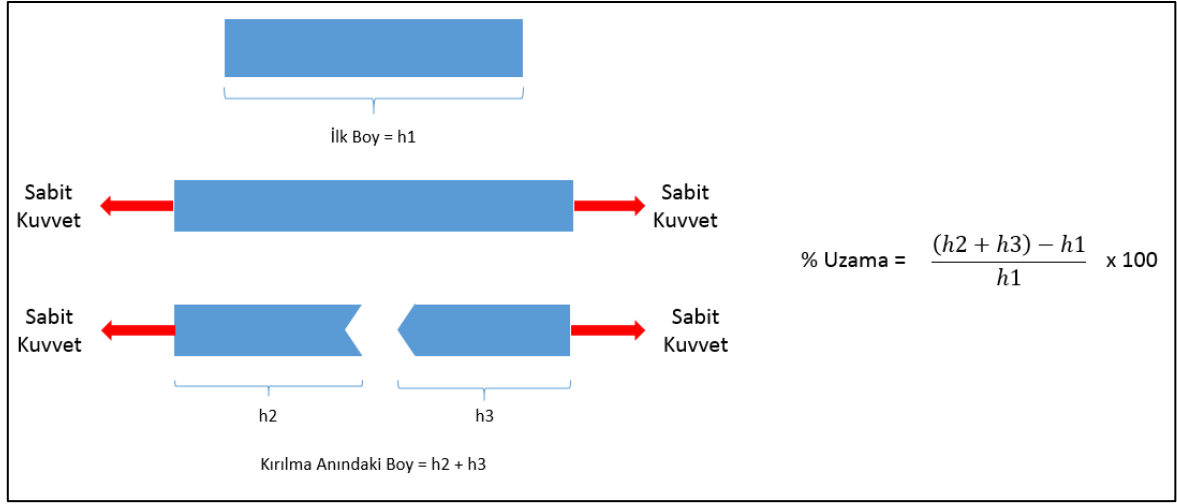 İlk Boy = h1
Sabit
Kuvvet
Sabit
Kuvvet
% Uzama = (h2 + h3) − h1 / h1 x 100
Sabit
Kuvvet
Sabit
Kuvvet
h2
h3
Kırılma Anındaki Boy = h2 + h3